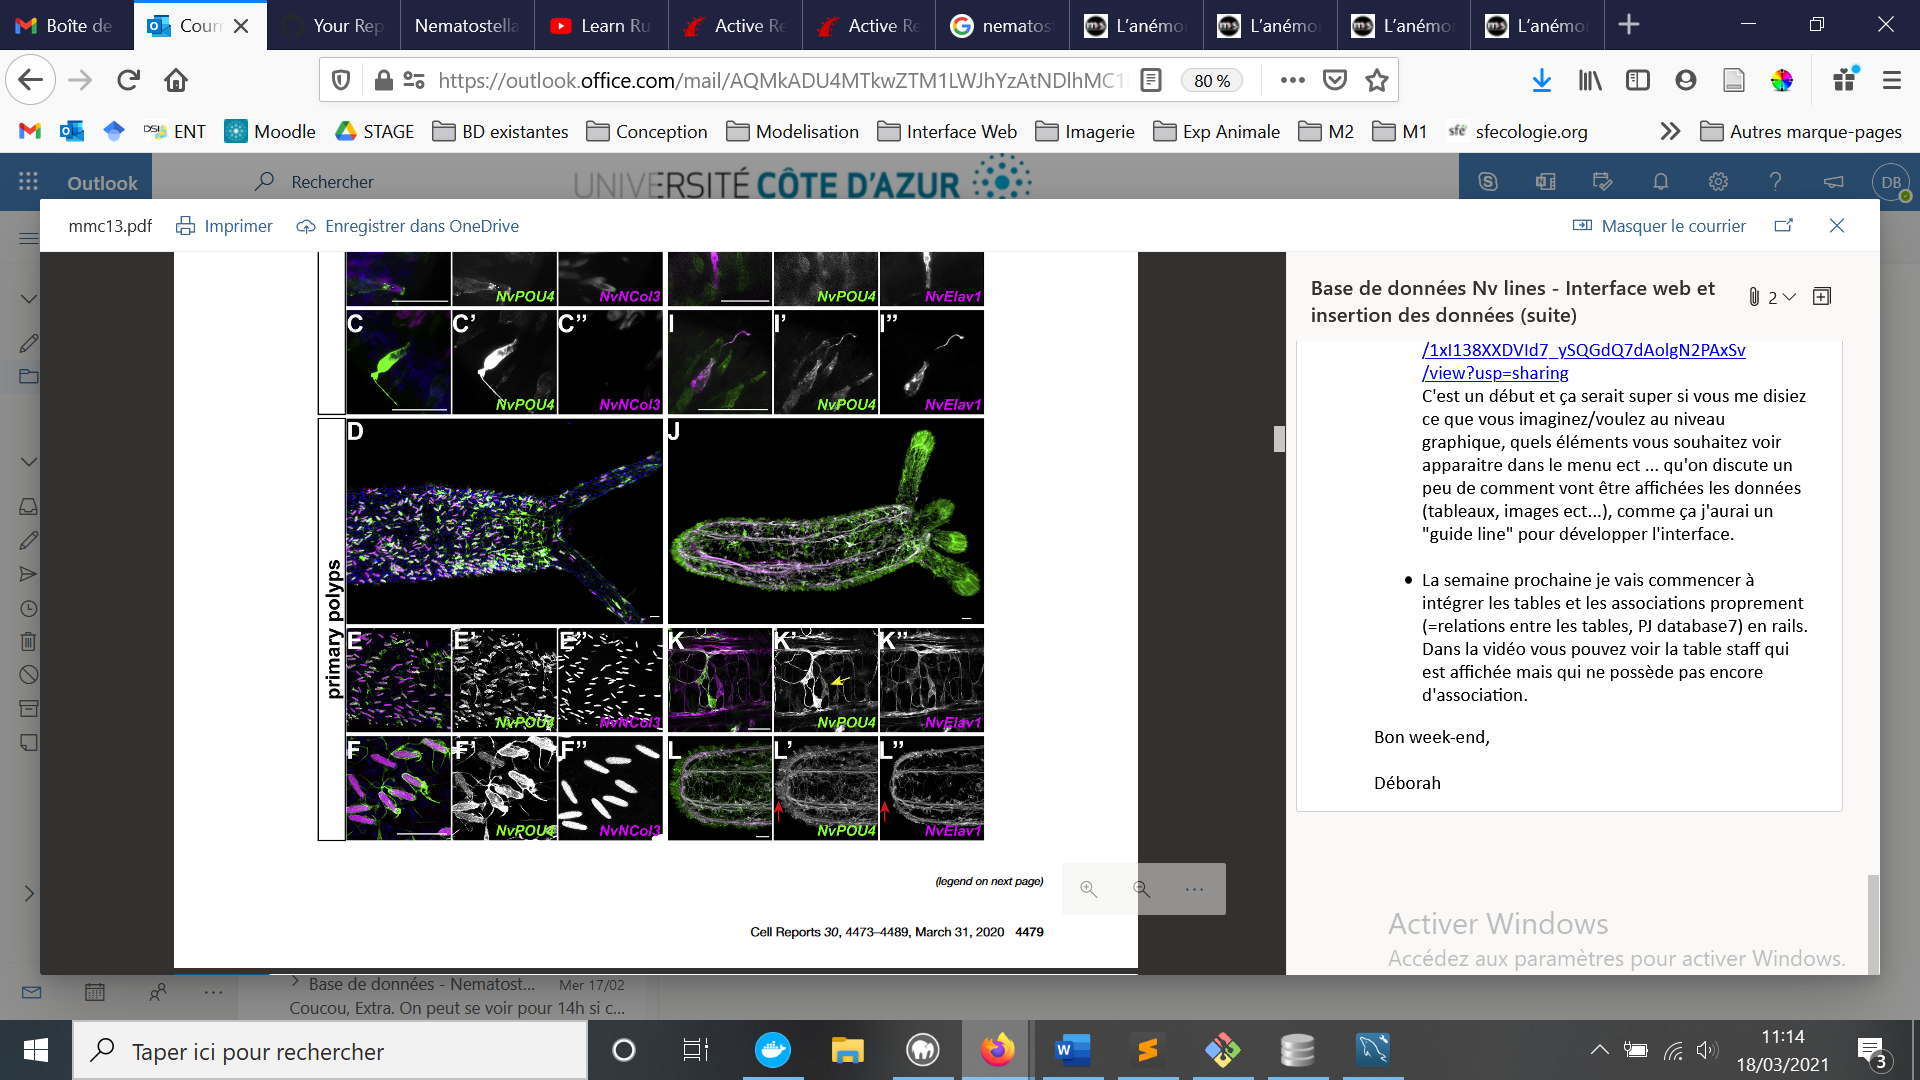 Boîte de
Cour
Your Rep
Nematostella
Learn Ru
Active Re
Active Re
nematost
L'anémo
L'anémo
L'anémo
L'anémo
https://outlook.office.com/mail/AQMkADU4MTkwZTM1LWJhYzAtNDlhMC1
80 %
ENT
Moodle
STAGE
BD existantes
Conception
Modelisation
Interface Web
Imagerie
Exp Animale
M2
M1
sfecologie.org
Autres marque-pages
Outlook
Rechercher
UNIVERSITÉ CÔTE D'AZUR
DB
mmc13.pdf
Imprimer
Enregistrer dans OneDrive
Masquer le courrier
NvPOU4
NvNCol3
NvPOU4
NvElav1
C
C'
C''
I
I'
I''
NvPOU4
NvNCol3
NvPOU4
NvElav1
primary polyps
D
J
E
E'
E''
K
K'
K''
NvPOU4
NvNCol3
NvPOU4
NvElav1
F
F'
F''
L
L'
L''
NvPOU4
NvNCol3
NvPOU4
NvElav1
(legend on next page)
Cell Reports 30, 4473–4489, March 31, 2020 4479
Base de données Nv lines - Interface web et
insertion des données (suite)
2
/1xI138XXDVId7_ySQGdQ7dAolgN2PAxSv
/view?usp=sharing
C'est un début et ça serait super si vous me disiez
ce que vous imaginez/voulez au niveau
graphique, quels éléments vous souhaitez voir
apparaitre dans le menu ect ... qu'on discute un
peu de comment vont être affichées les données
(tableaux, images ect...), comme ça j'aurai un
"guide line" pour développer l'interface.
• La semaine prochaine je vais commencer à
intégrer les tables et les associations proprement
(=relations entre les tables, PJ database7) en rails.
Dans la vidéo vous pouvez voir la table staff qui
est affichée mais qui ne possède pas encore
d'association.
Bon week-end,
Déborah
Activer Windows
Accédez aux paramètres pour activer Windows.
Base de données - Nematost...
Mer 17/02
Coucou, Extra. On peut se voir pour 14h si c...
Taper ici pour rechercher
11:14
18/03/2021
3